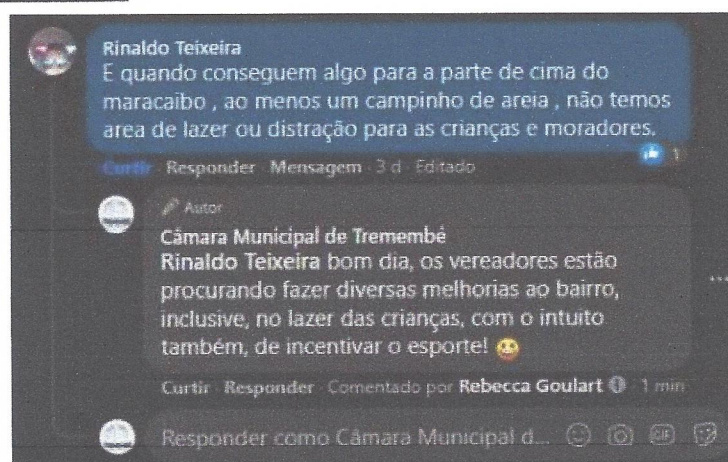 Rinaldo Teixeira
E quando conseguem algo para a parte de cima do
maracaibo , ao menos um campinho de areia , não temos
area de lazer ou distração para as crianças e moradores.
1
Curtir Responder Mensagem 3 d Editado
Autor
Câmara Municipal de Tremembé
Rinaldo Teixeira bom dia, os vereadores estão
procurando fazer diversas melhorias ao bairro,
inclusive, no lazer das crianças, com o intuito
também, de incentivar o esporte! 😀
Curtir Responder Comentado por Rebecca Goulart 1 min
Responder como Câmara Municipal d... GIF